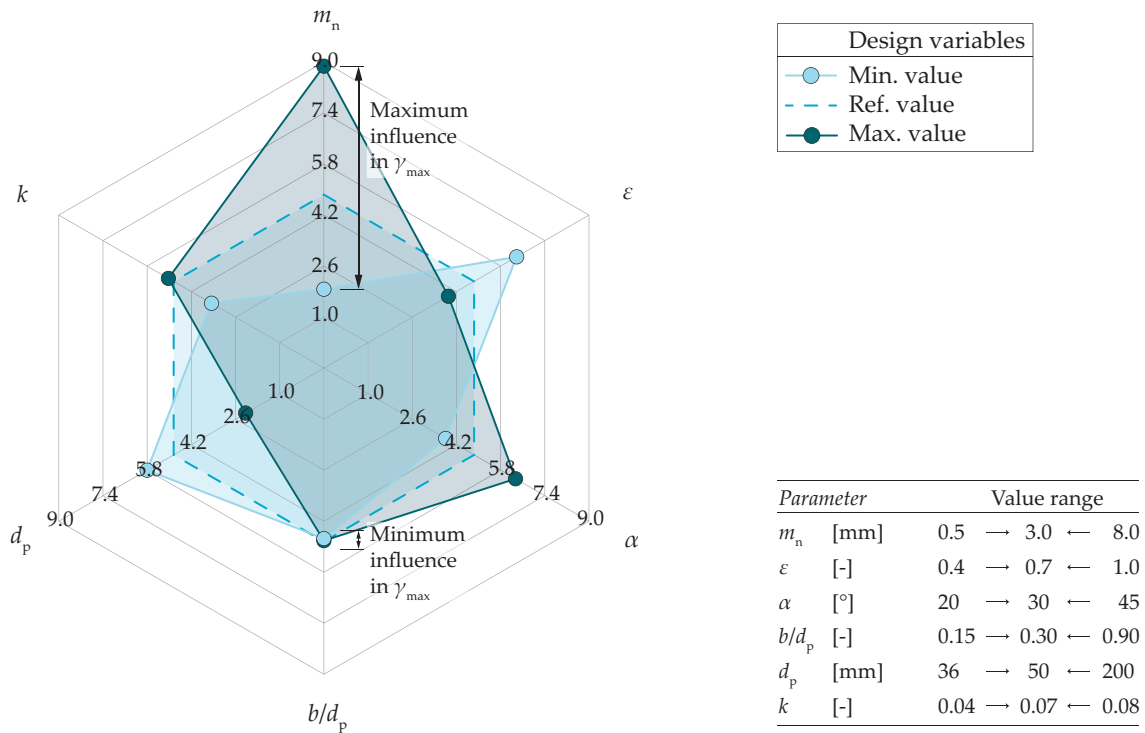 m_n
9.0
7.4
5.8
4.2
2.6
1.0
Maximum
influence
in γ_max
k
ε
1.0
2.6
4.2
5.8
7.4
9.0
1.0
2.6
4.2
5.8
7.4
9.0
d_p
α
Minimum
influence
in γ_max
b/d_p
Design variables
Min. value
Ref. value
Max. value
Parameter Value range
m_n [mm] 0.5 → 3.0 ← 8.0
ε [-] 0.4 → 0.7 ← 1.0
α [°] 20 → 30 ← 45
b/d_p [-] 0.15 → 0.30 ← 0.90
d_p [mm] 36 → 50 ← 200
k [-] 0.04 → 0.07 ← 0.08